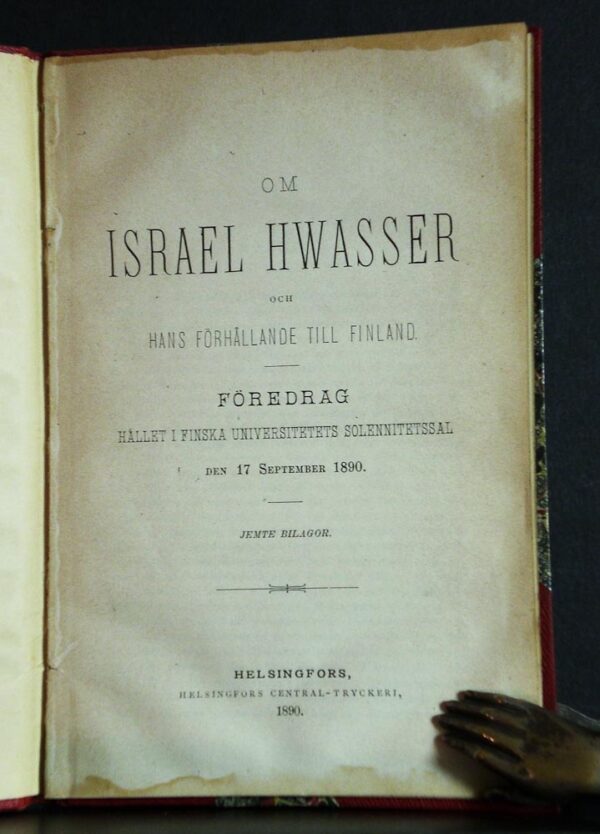 OM
ISRAEL HWASSER
OCH
HANS FÖRHÅLLANDE TILL FINLAND.
FÖREDRAG
HÅLLET I FINSKA UNIVERSITETETS SOLENNITETSSAL
DEN 17 SEPTEMBER 1890.
JEMTE BILAGOR.
HELSINGFORS,
HELSINGFORS CENTRAL-TRYCKERI,
1890.